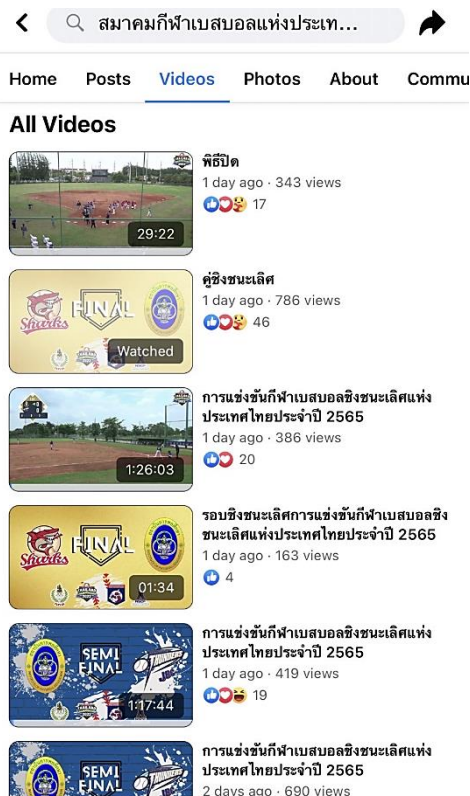 สมาคมกีฬาเบสบอลแห่งประเท...
Home Posts Videos Photos About Commu
All Videos
29:22
พิธีปิด
1 day ago · 343 views
17
Sharks
FINAL
Watched
คู่ชิงชนะเลิศ
1 day ago · 786 views
46
1:26:03
การแข่งขันกีฬาเบสบอลชิงชนะเลิศแห่ง
ประเทศไทยประจำปี 2565
1 day ago · 386 views
20
Sharks
FINAL
01:34
รอบชิงชนะเลิศการแข่งขันกีฬาเบสบอลชิง
ชนะเลิศแห่งประเทศไทยประจำปี 2565
1 day ago · 163 views
4
SEMI
FINAL
THUNDERS
1:17:44
การแข่งขันกีฬาเบสบอลชิงชนะเลิศแห่ง
ประเทศไทยประจำปี 2565
1 day ago · 419 views
19
SEMI
FINAL
THUNDERS
การแข่งขันกีฬาเบสบอลชิงชนะเลิศแห่ง
ประเทศไทยประจำปี 2565
2 days ago · 690 views